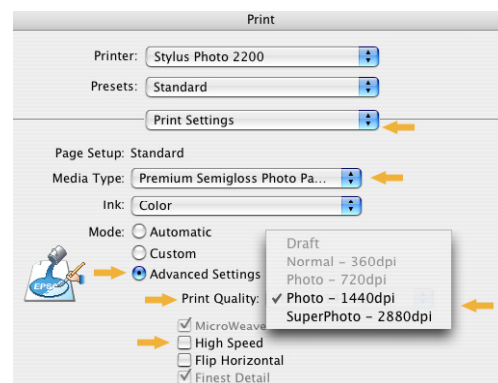 Print
Printer: Stylus Photo 2200
Presets: Standard
Print Settings
Page Setup: Standard
Media Type: Premium Semigloss Photo Pa...
Ink: Color
Mode: Automatic
Custom
Advanced Settings
Draft
Normal – 360dpi
Photo – 720dpi
Print Quality: ✓ Photo – 1440dpi
SuperPhoto – 2880dpi
MicroWeave
High Speed
Flip Horizontal
Finest Detail
EPSON